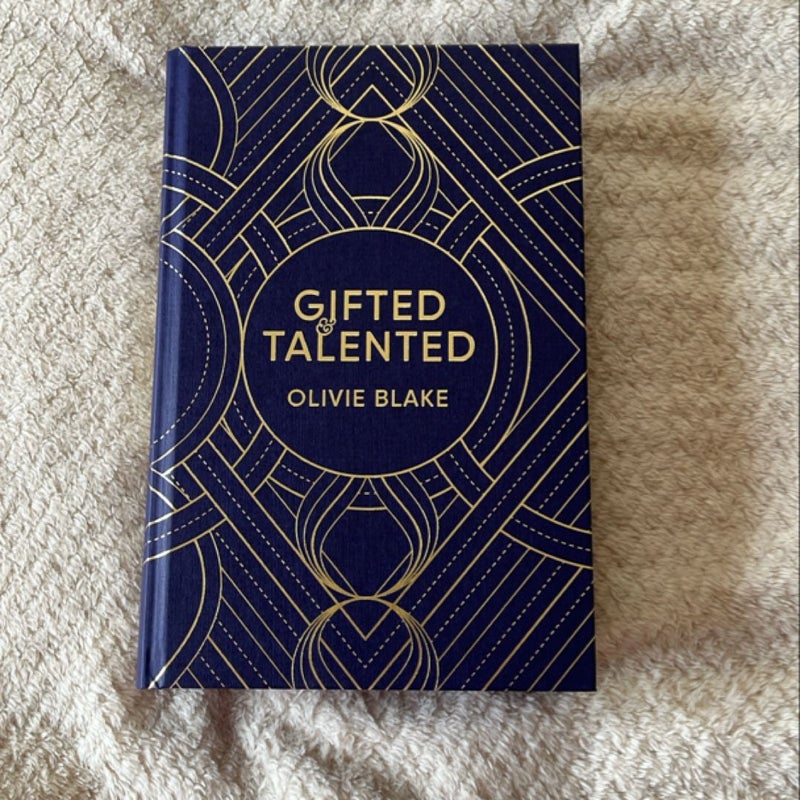 GIFTED
&
TALENTED
OLIVIE BLAKE